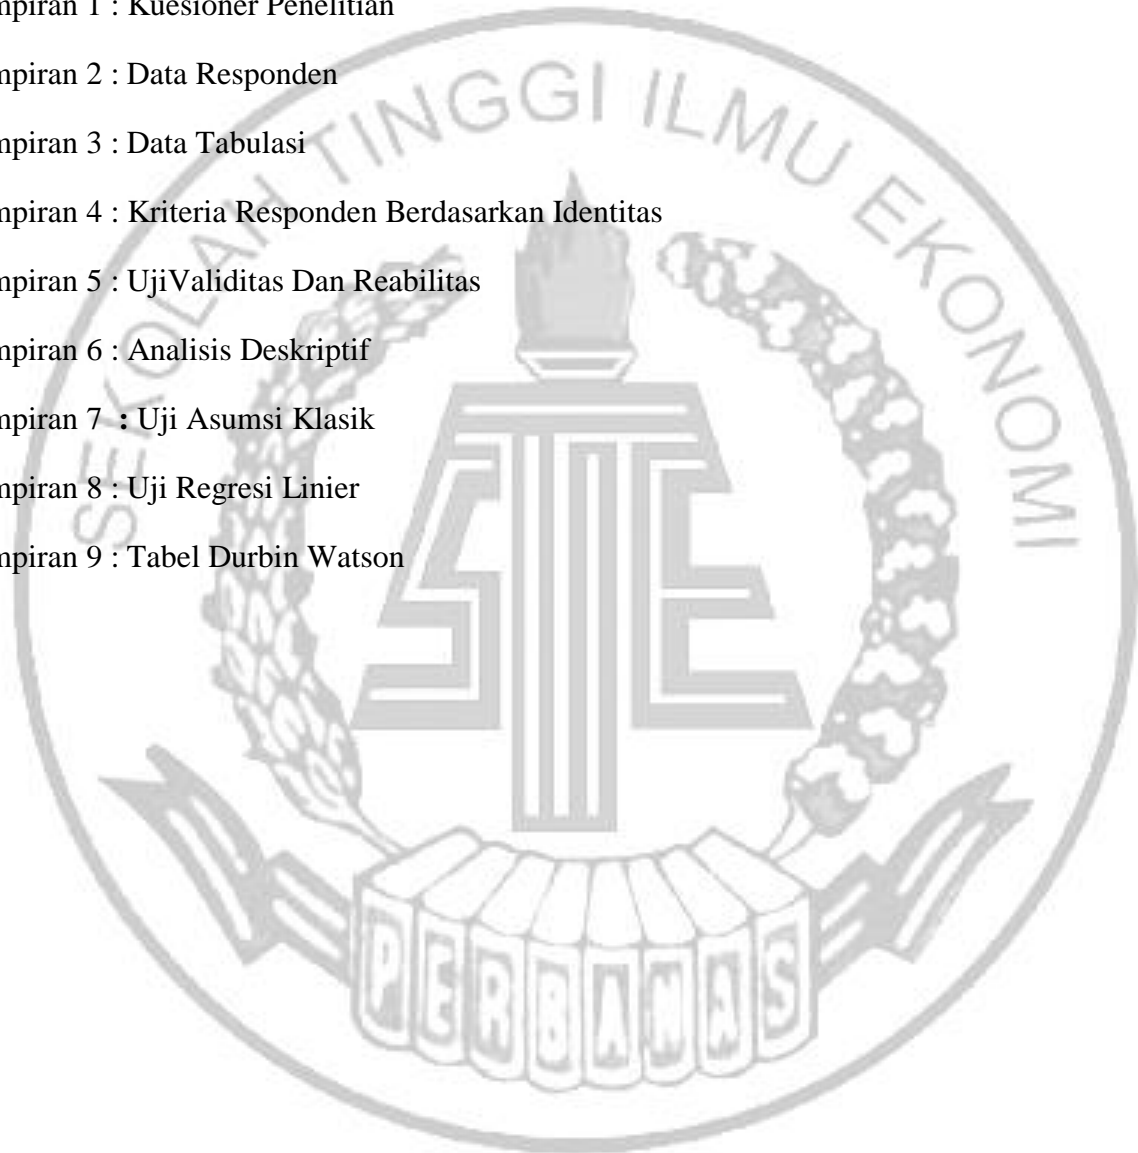 mpiran 1 : Kuesioner Penelitian
mpiran 2 : Data Responden
mpiran 3 : Data Tabulasi
mpiran 4 : Kriteria Responden Berdasarkan Identitas
mpiran 5 : UjiValiditas Dan Reabilitas
mpiran 6 : Analisis Deskriptif
mpiran 7 : Uji Asumsi Klasik
mpiran 8 : Uji Regresi Linier
mpiran 9 : Tabel Durbin Watson
SEKOLAH TINGGI ILMU EKONOMI
STIE
PERBANAS